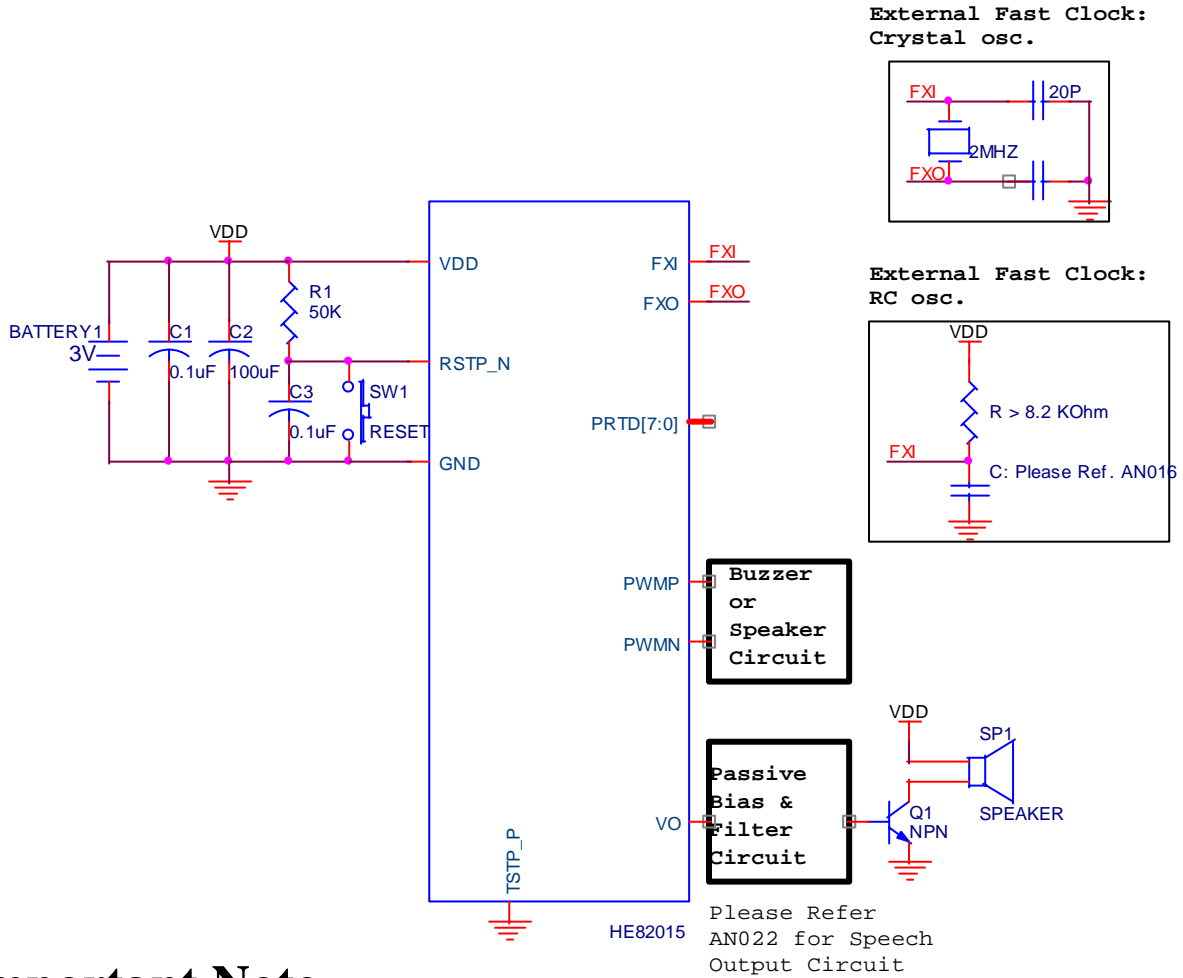 External Fast Clock:
Crystal osc.
FXI
20P
2MHZ
FXO
VDD
VDD
FXI
FXI
FXO
FXO
R1
50K
BATTERY1
3V
C1
0.1uF
C2
100uF
RSTP_N
C3
0.1uF
SW1
RESET
GND
PRTD[7:0]
External Fast Clock:
RC osc.
VDD
R > 8.2 KOhm
FXI
C: Please Ref. AN016
PWMP
PWMN
Buzzer
or
Speaker
Circuit
VO
Passive
Bias &
Filter
Circuit
VDD
SP1
SPEAKER
Q1
NPN
TSTP_P
HE82015
Please Refer
AN022 for Speech
Output Circuit